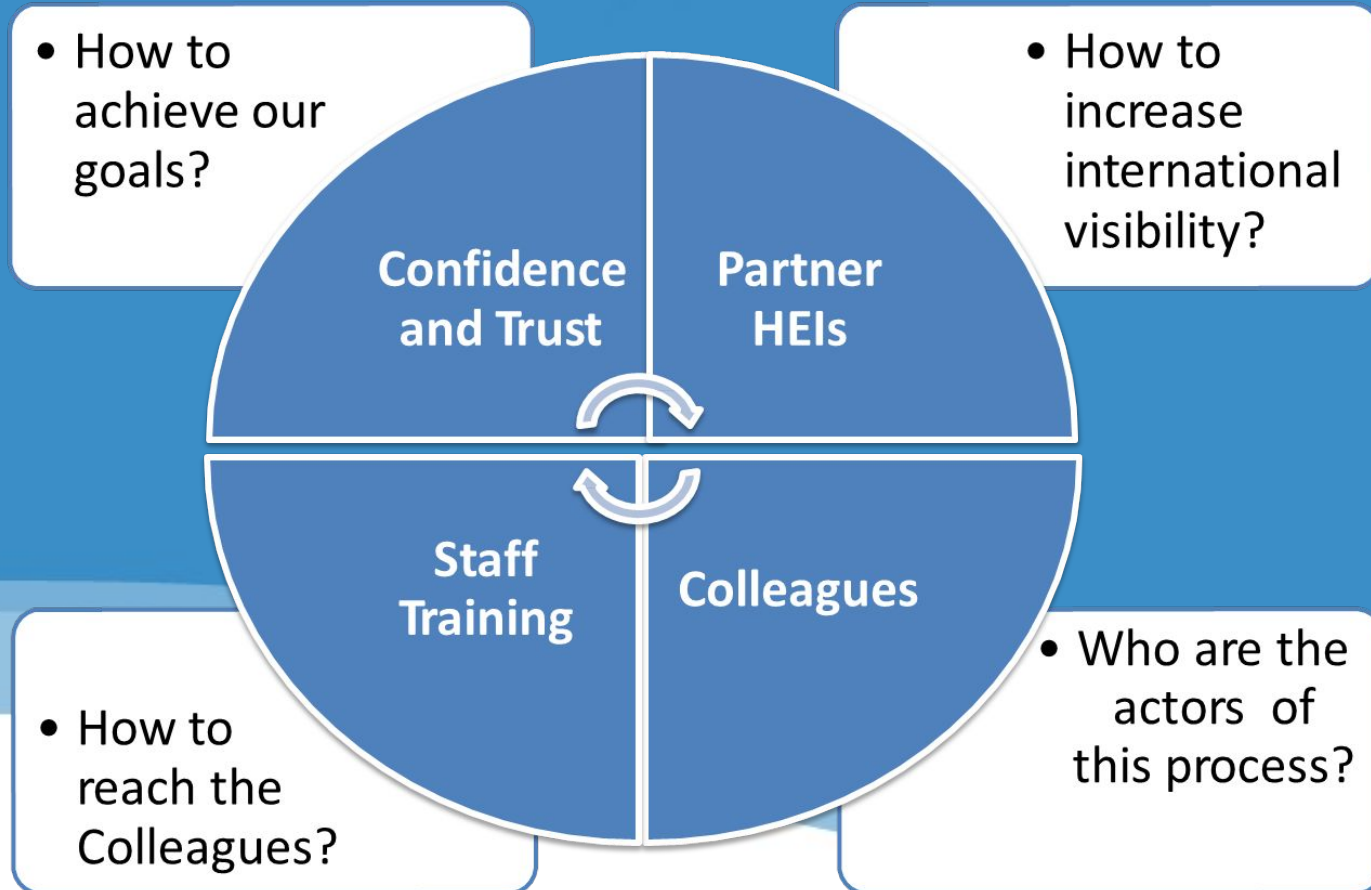 • How to
achieve our
goals?
• How to
increase
international
visibility?
Confidence
and Trust
Partner
HEIs
Staff
Training
Colleagues
• How to
reach the
Colleagues?
• Who are the
actors of
this process?